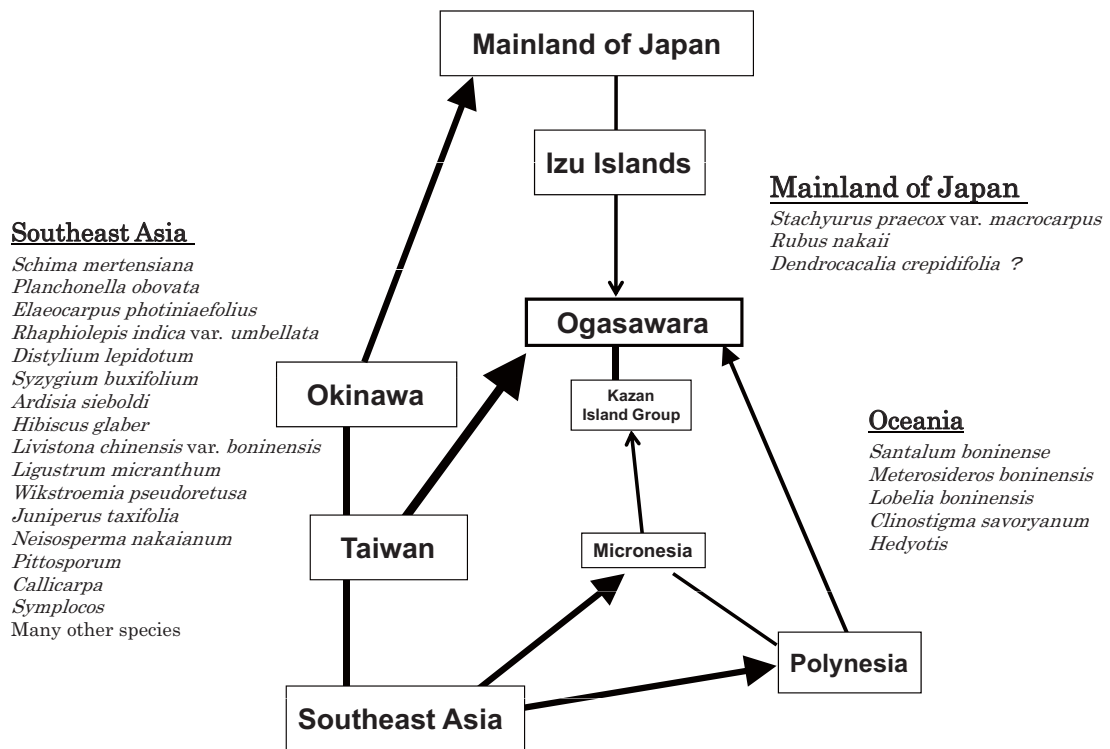 Mainland of Japan
Izu Islands
Mainland of Japan
Stachyurus praecox var. macrocarpus
Rubus nakaii
Dendrocacalia crepidifolia ?
Southeast Asia
Schima mertensiana
Planchonella obovata
Elaeocarpus photiniaefolius
Rhaphiolepis indica var. umbellata
Distylium lepidotum
Syzygium buxifolium
Ardisia sieboldi
Hibiscus glaber
Livistona chinensis var. boninensis
Ligustrum micranthum
Wikstroemia pseudoretusa
Juniperus taxifolia
Neisosperma nakaianum
Pittosporum
Callicarpa
Symplocos
Many other species
Ogasawara
Okinawa
Kazan
Island Group
Oceania
Santalum boninense
Meterosideros boninensis
Lobelia boninensis
Clinostigma savoryanum
Hedyotis
Taiwan
Micronesia
Polynesia
Southeast Asia